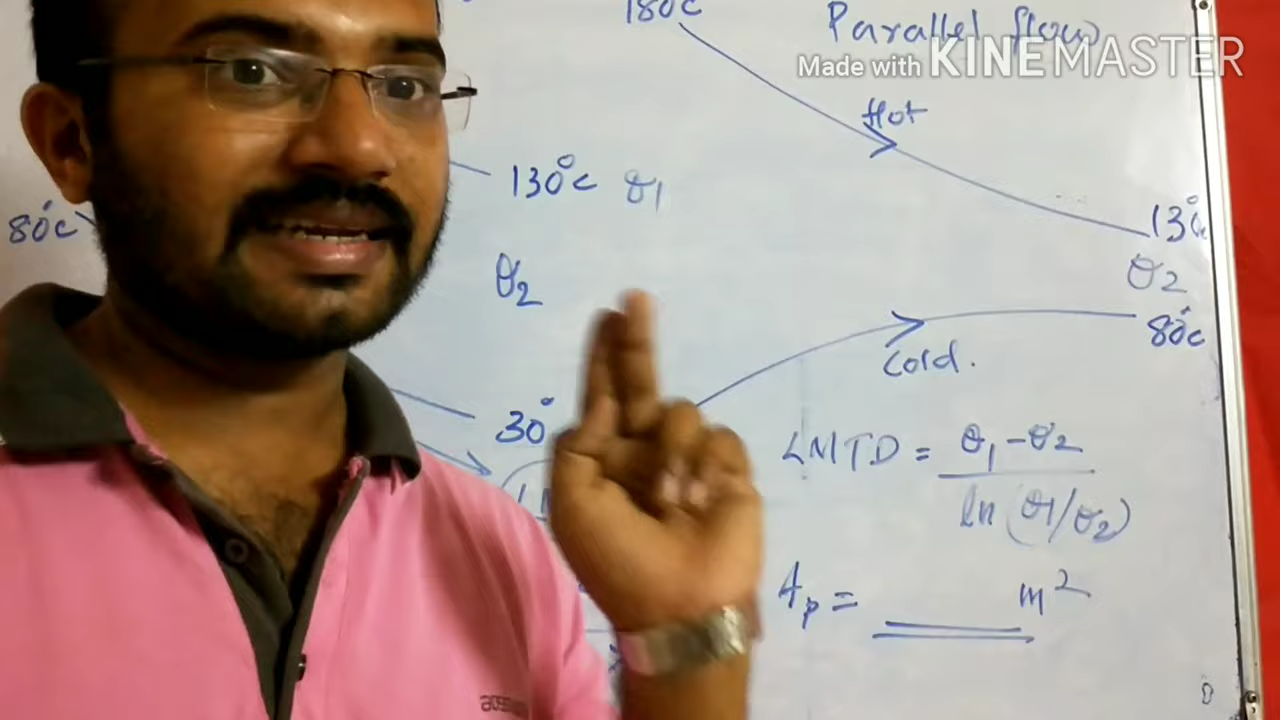 180c
Parallel flow
Made with KINEMASTER
Hot
130°c θ1
130
80°c
θ2
θ2
80°c
Cold.
30°
LMTD = θ1-θ2
ln (θ1/θ2)
Ap = ____ m²